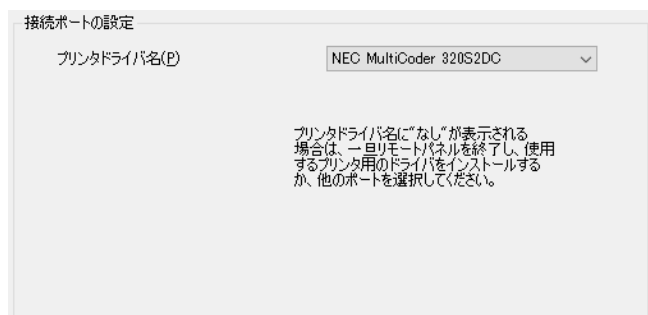 接続ポートの設定
プリンタドライバ名(P)
NEC MultiCoder 320S2DC
プリンタドライバ名に"なし"が表示される
場合は、一旦リモートパネルを終了し、使用
するプリンタ用のドライバをインストールする
か、他のポートを選択してください。